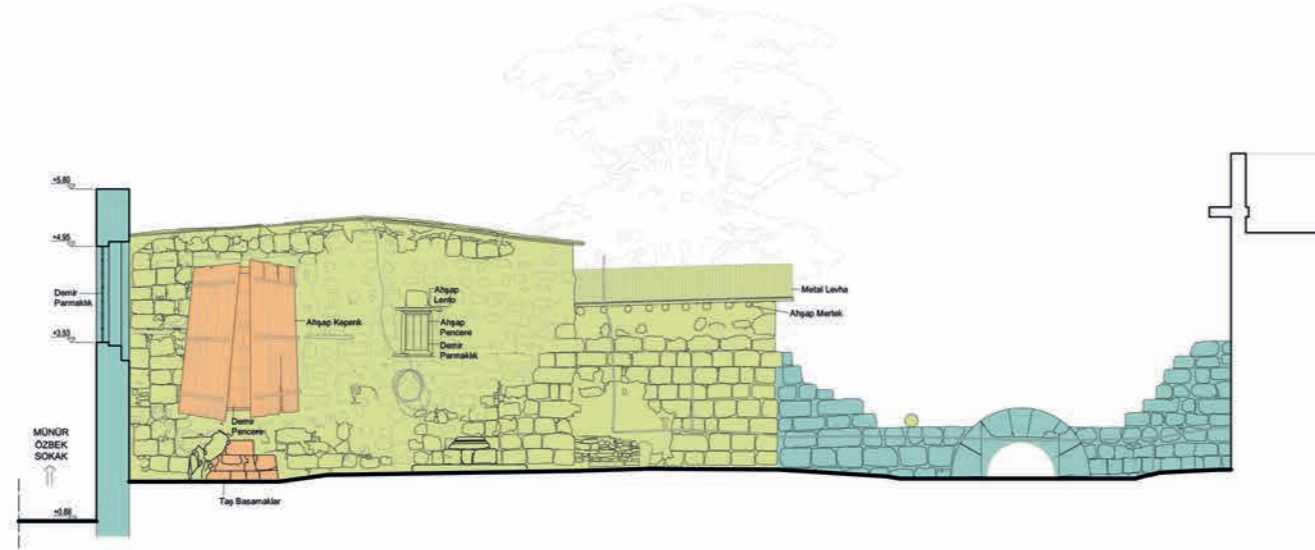 +5.80
+4.95
Demir
Parmaklık
+3.53
MÜNÜR
ÖZBEK
SOKAK
+0.88
Ahşap Kepenk
Ahşap
Lento
Ahşap
Pencere
Demir
Parmaklık
Demir
Pencere
Taş Basamaklar
Metal Levha
Ahşap Mertek